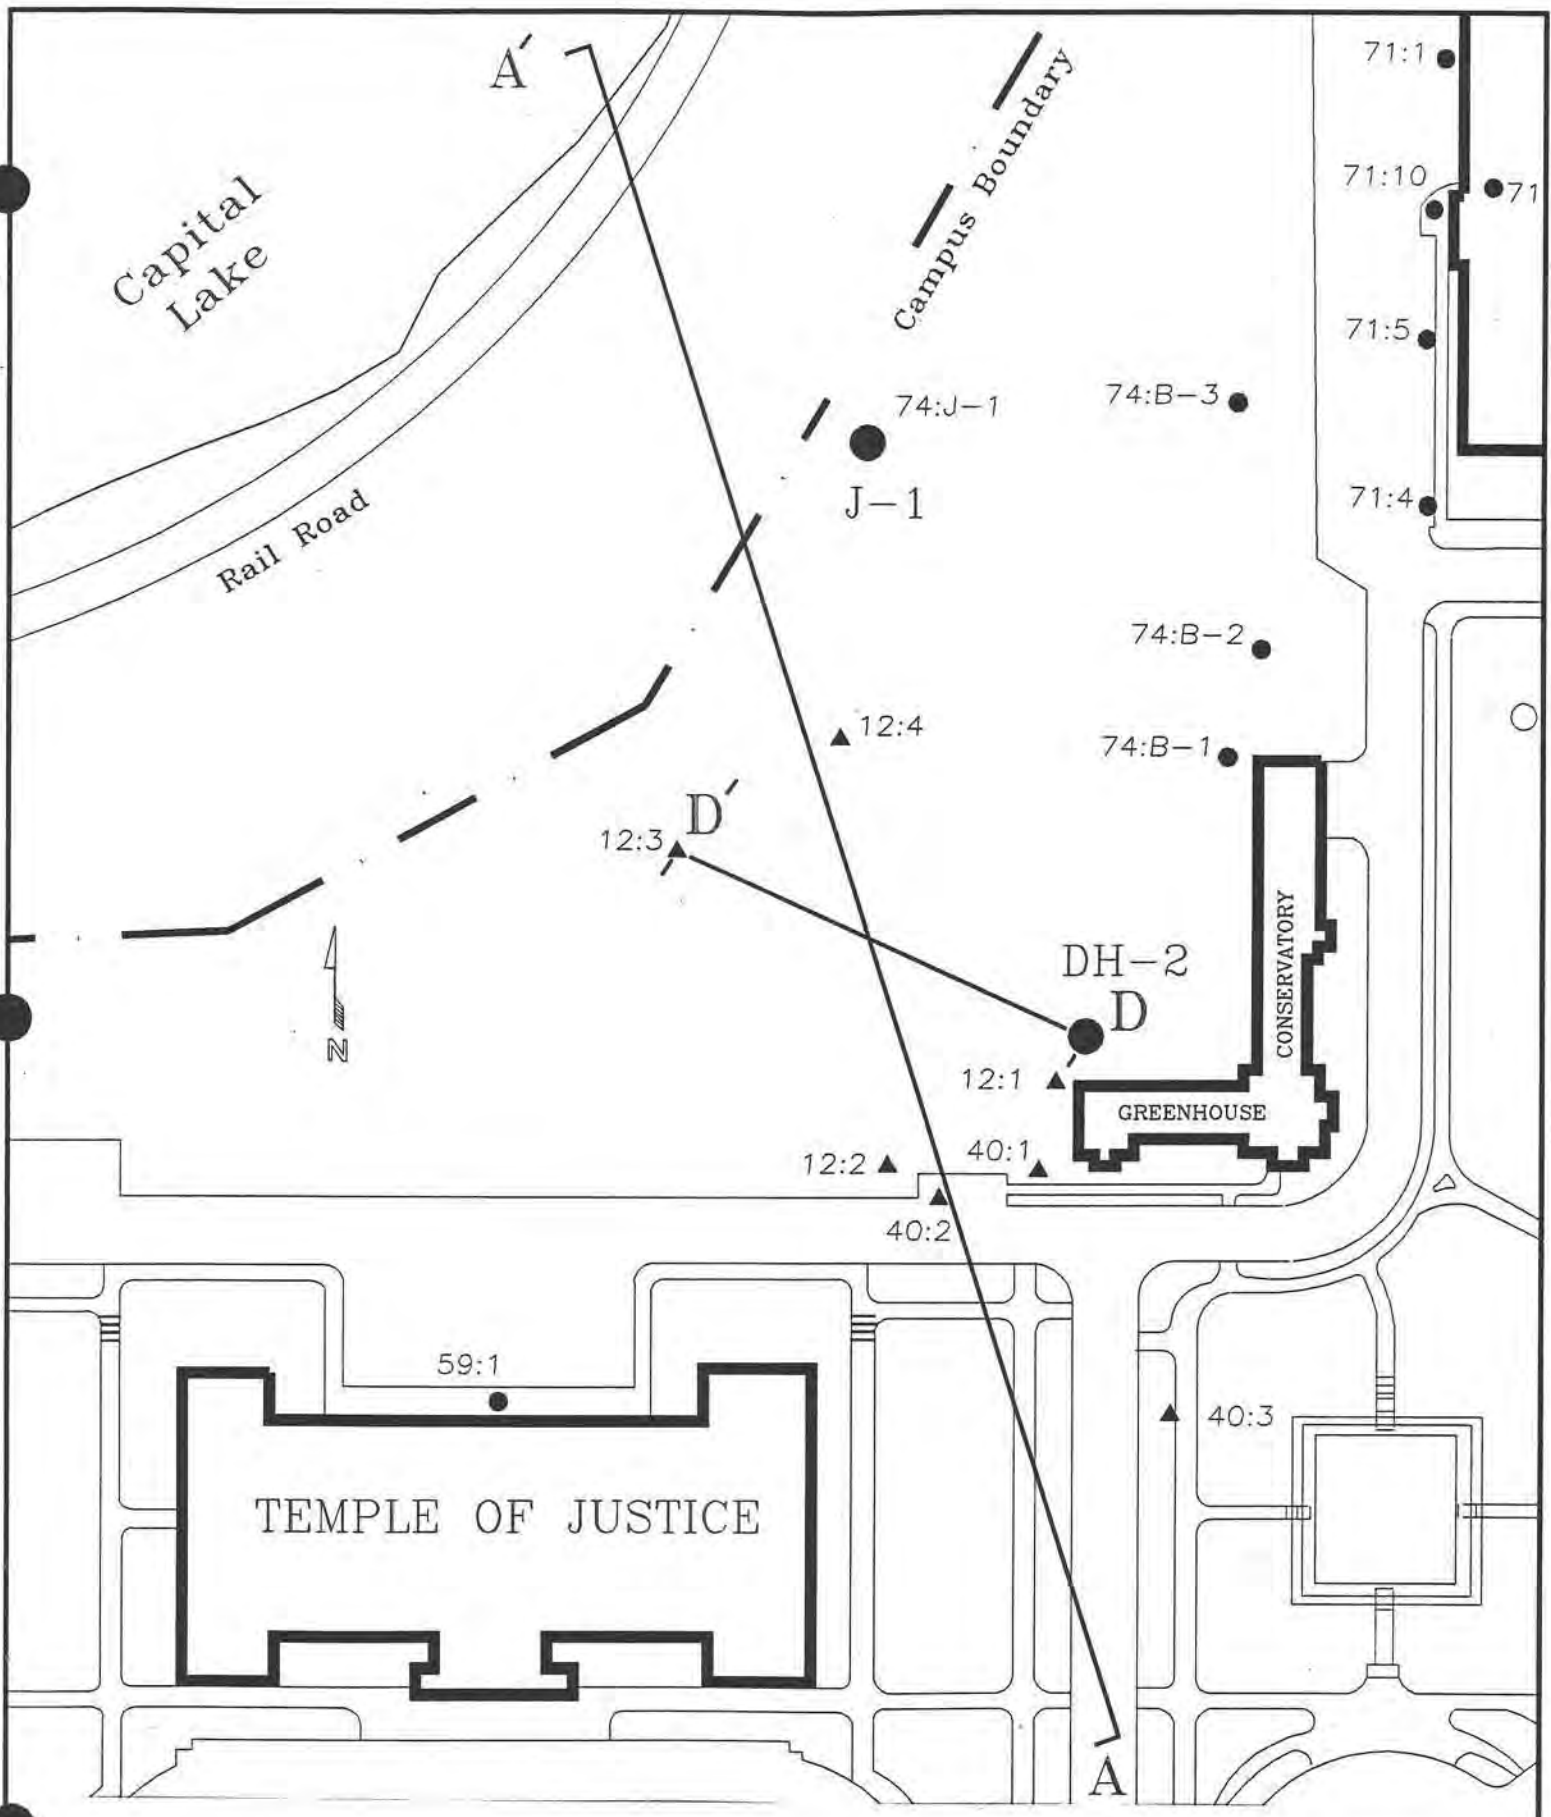 A′
71:1
71:10
71
Capital
Lake
Campus Boundary
71:5
74:J-1
74:B-3
J-1
71:4
Rail Road
74:B-2
12:4
74:B-1
D′
12:3
CONSERVATORY
DH-2
D
N
12:1
GREENHOUSE
12:2
40:1
40:2
59:1
40:3
TEMPLE OF JUSTICE
A